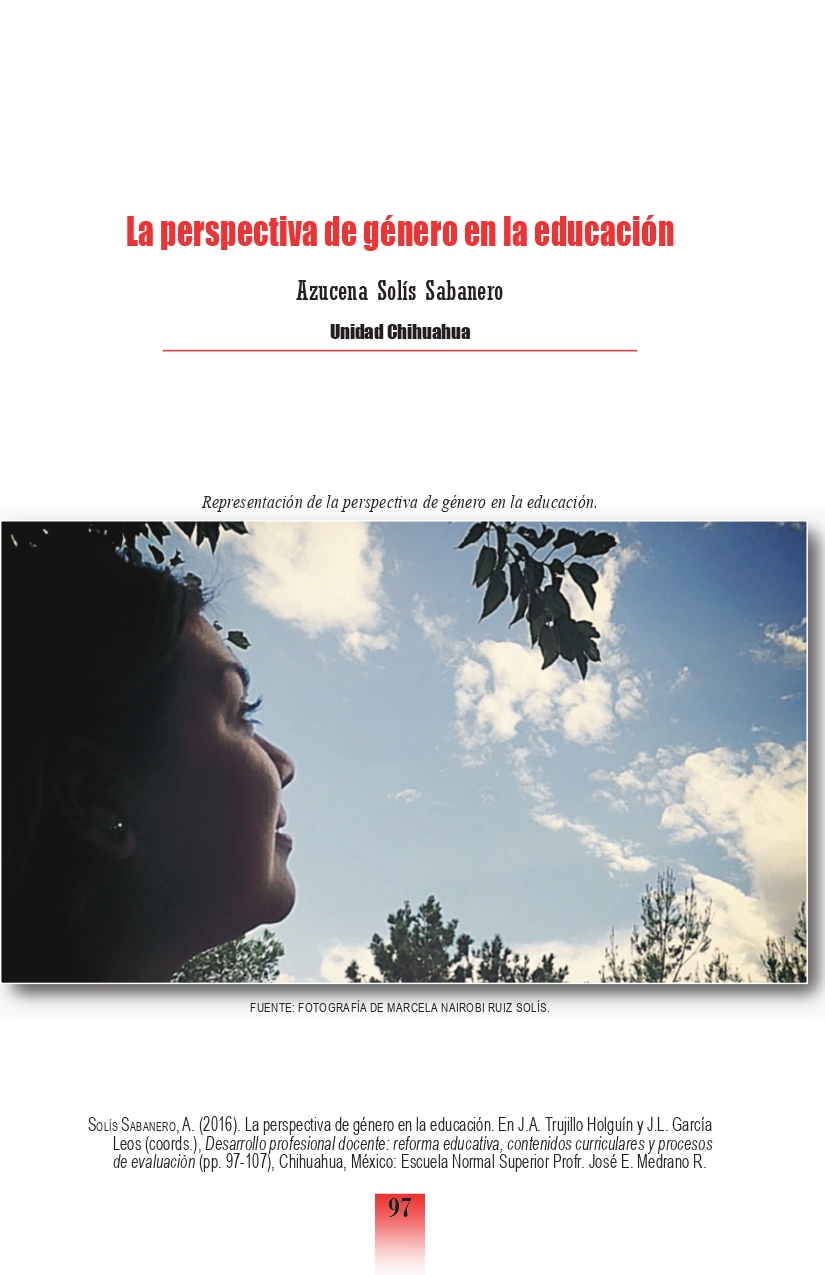 La perspectiva de género en la educación
Azucena Solís Sabanero
Unidad Chihuahua
Representación de la perspectiva de género en la educación.
FUENTE: FOTOGRAFÍA DE MARCELA NAIROBI RUIZ SOLÍS.
SOLÍS SABANERO, A. (2016). La perspectiva de género en la educación. En J.A. Trujillo Holguín y J.L. García
Leos (coords.), Desarrollo profesional docente: reforma educativa, contenidos curriculares y procesos
de evaluación (pp. 97-107), Chihuahua, México: Escuela Normal Superior Profr. José E. Medrano R.
97